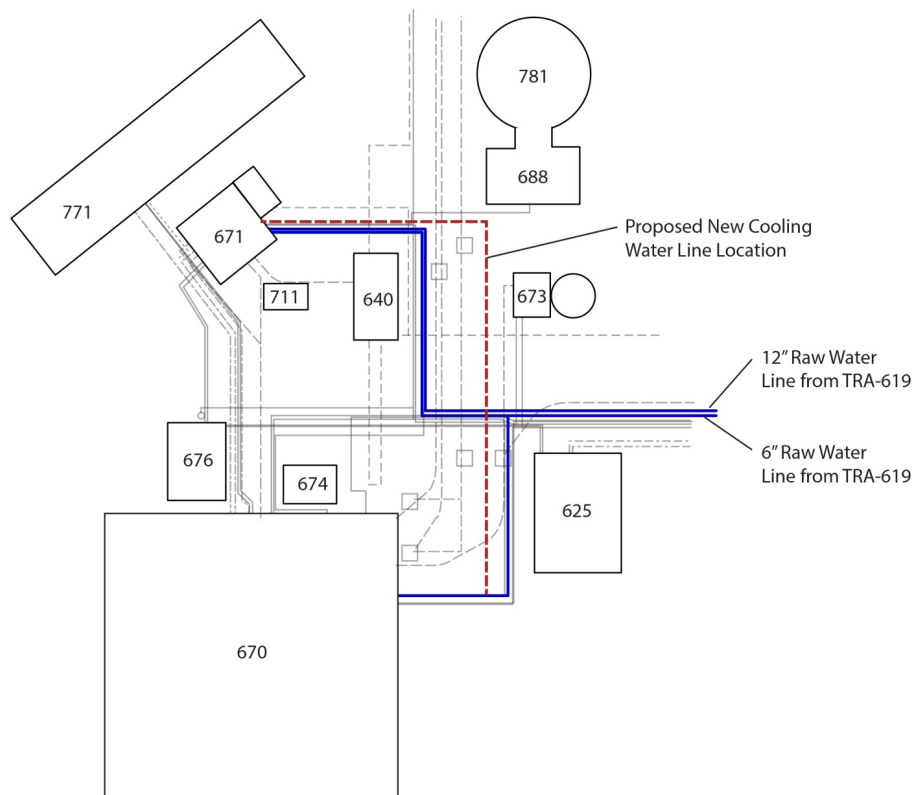 781
688
771
671
Proposed New Cooling
Water Line Location
711
640
673
12” Raw Water
Line from TRA-619
6” Raw Water
Line from TRA-619
676
674
625
670